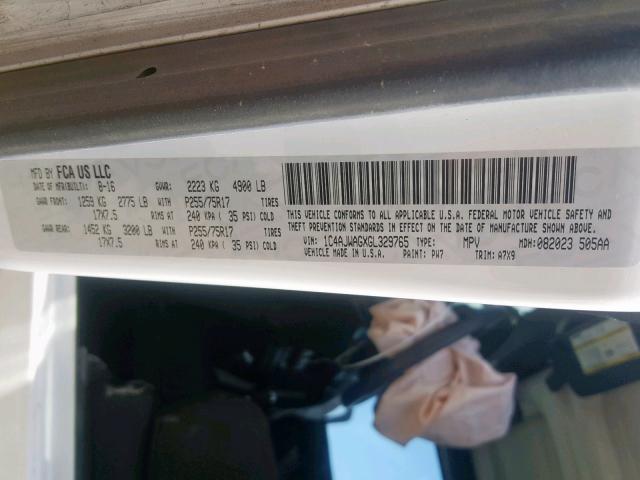 MFD BY FCA US LLC
DATE OF MFR(BUILT): 8-16 GVWR: 2223 KG 4900 LB
GAWR FRONT: 1259 KG 2775 LB WITH P255/75R17 TIRES
17X7.5 RIMS AT 240 KPA ( 35 PSI) COLD
GAWR REAR: 1452 KG 3200 LB WITH P255/75R17 TIRES
17X7.5 RIMS AT 240 KPA ( 35 PSI) COLD
THIS VEHICLE CONFORMS TO ALL APPLICABLE U.S.A. FEDERAL MOTOR VEHICLE SAFETY AND
THEFT PREVENTION STANDARDS IN EFFECT ON THE DATE OF MANUFACTURE SHOWN ABOVE.
VIN: 1C4AJWAGXGL329765 TYPE: MPV MDH: 082023 505AA
VEHICLE MADE IN U.S.A. PAINT: PW7 TRIM: A7X9